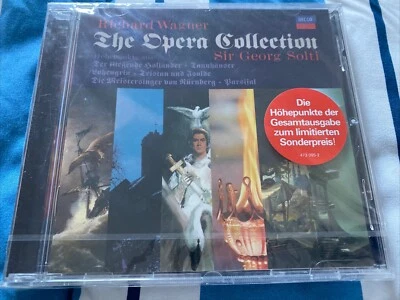 Richard Wagner
DECCA
The Opera Collection
Sir Georg Solti
Der fliegende Holländer · Tannhäuser
Lohengrin · Tristan und Isolde
Die Meistersinger von Nürnberg · Parsifal
Die
Höhepunkte der
Gesamtausgabe
zum limitierten
Sonderpreis!